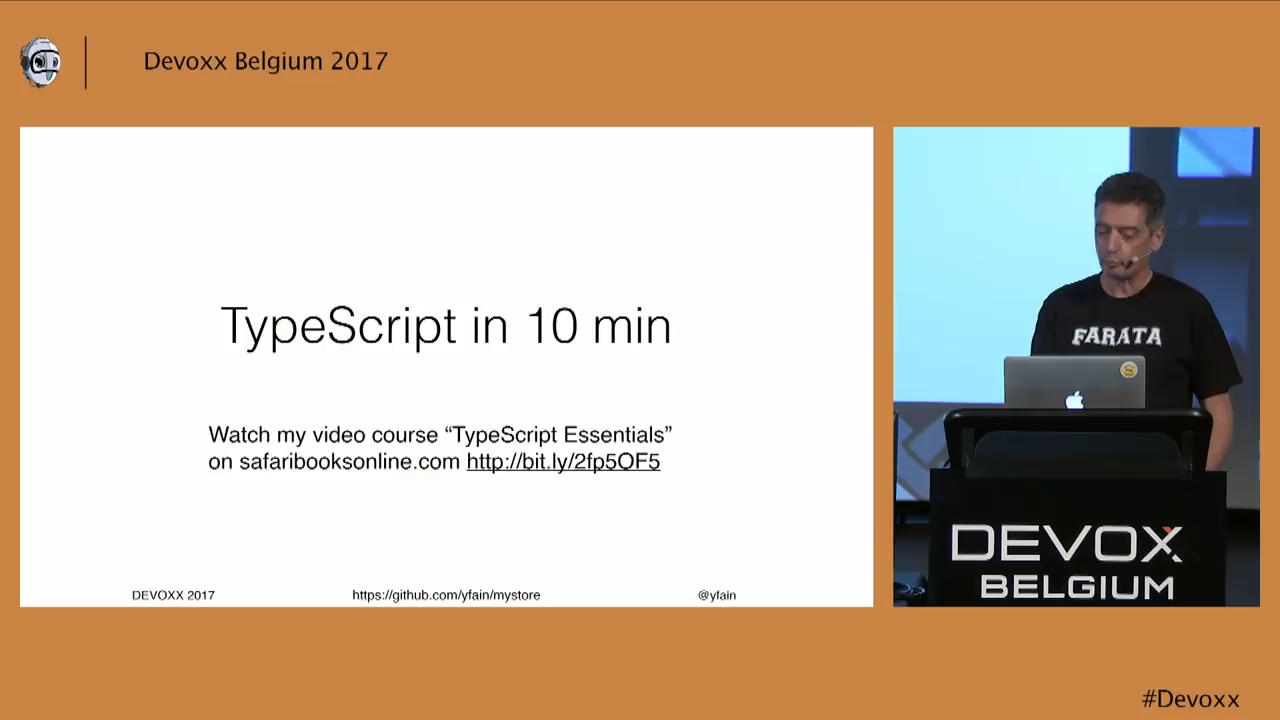 Devoxx Belgium 2017
TypeScript in 10 min
Watch my video course “TypeScript Essentials”
on safaribooksonline.com http://bit.ly/2fp5OF5
DEVOXX 2017 https://github.com/yfain/mystore @yfain
FARATA
DEVOXX
BELGIUM
#Devoxx